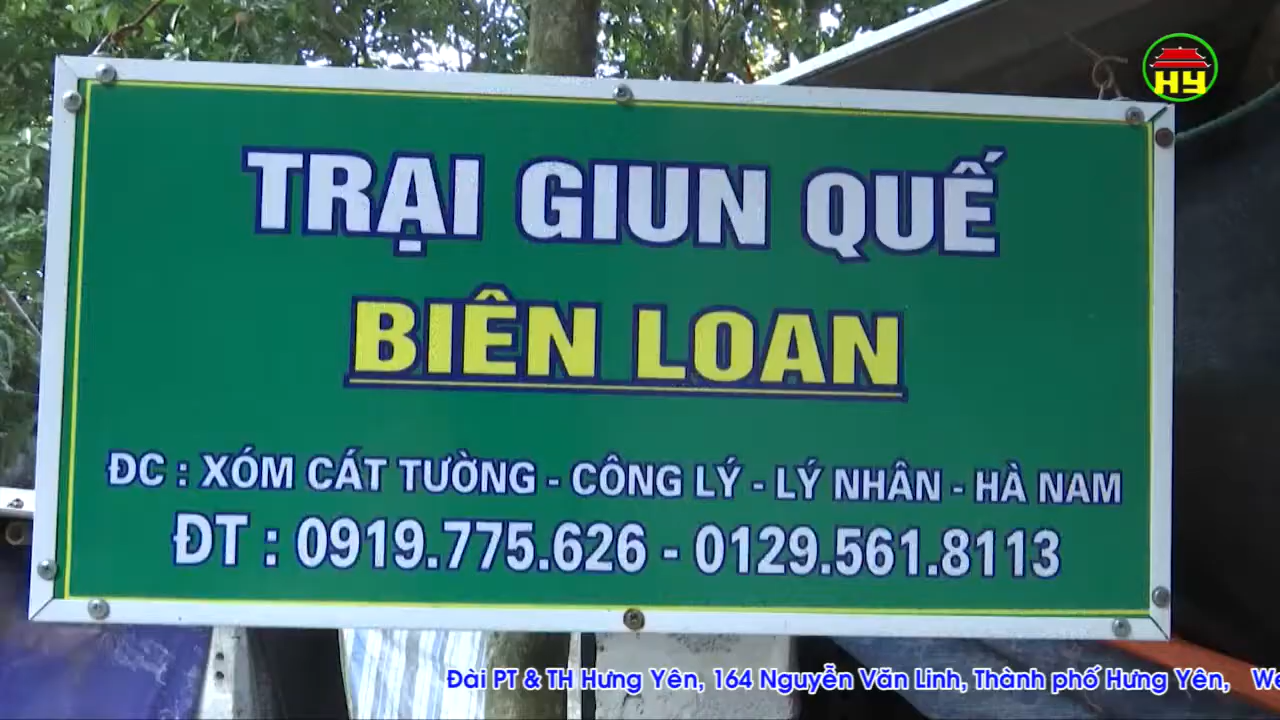 HY
TRẠI GIUN QUẾ
BIÊN LOAN
ĐC : XÓM CÁT TƯỜNG - CÔNG LÝ - LÝ NHÂN - HÀ NAM
ĐT : 0919.775.626 - 0129.561.8113
Đài PT & TH Hưng Yên, 164 Nguyễn Văn Linh, Thành phố Hưng Yên,